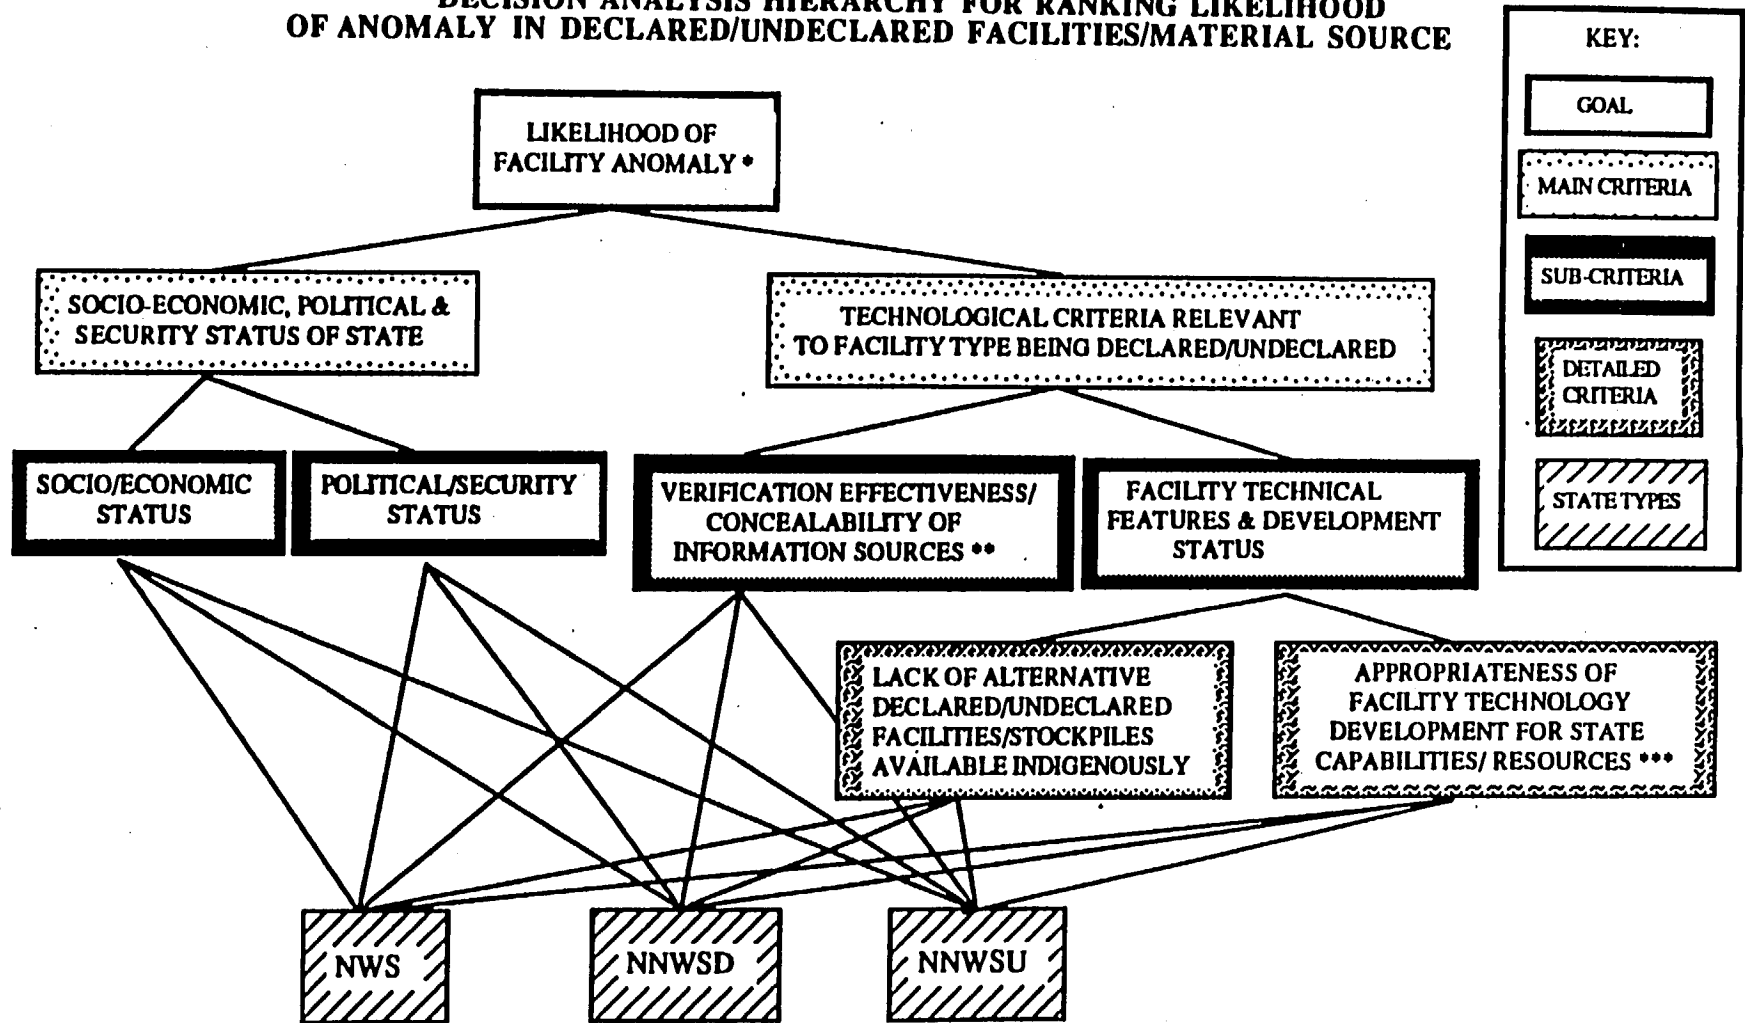 DECISION ANALYSIS HIERARCHY FOR RANKING LIKELIHOOD
OF ANOMALY IN DECLARED/UNDECLARED FACILITIES/MATERIAL SOURCE
KEY:
GOAL
MAIN CRITERIA
SUB-CRITERIA
DETAILED
CRITERIA
STATE TYPES
LIKELIHOOD OF
FACILITY ANOMALY *
SOCIO-ECONOMIC, POLITICAL &
SECURITY STATUS OF STATE
TECHNOLOGICAL CRITERIA RELEVANT
TO FACILITY TYPE BEING DECLARED/UNDECLARED
SOCIO/ECONOMIC
STATUS
POLITICAL/SECURITY
STATUS
VERIFICATION EFFECTIVENESS/
CONCEALABILITY OF
INFORMATION SOURCES **
FACILITY TECHNICAL
FEATURES & DEVELOPMENT
STATUS
LACK OF ALTERNATIVE
DECLARED/UNDECLARED
FACILITIES/STOCKPILES
AVAILABLE INDIGENOUSLY
APPROPRIATENESS OF
FACILITY TECHNOLOGY
DEVELOPMENT FOR STATE
CAPABILITIES/ RESOURCES ***
NWS
NNWSD
NNWSU